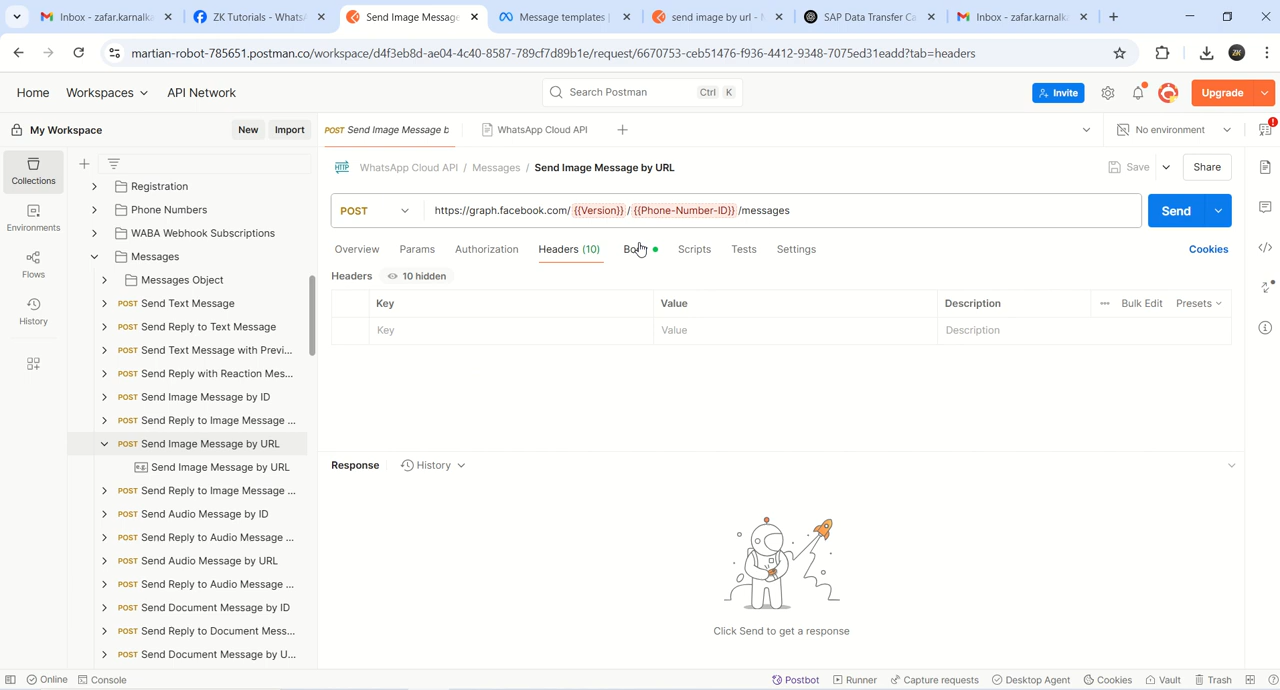 Inbox - zafar.karnalka
ZK Tutorials - Whats
Send Image Message
Message templates
send image by url -
SAP Data Transfer Ca
Inbox - zafar.karnalk
martian-robot-785651.postman.co/workspace/d4f3eb8d-ae04-4c40-8587-789cf7d89b1e/request/6670753-ceb51476-f936-4412-9348-7075ed31eadd?tab=headers
ZK
Home Workspaces API Network
Search Postman Ctrl K
Invite
Upgrade
My Workspace New Import
POST Send Image Message b
WhatsApp Cloud API
No environment
Collections
Environments
Flows
History
Registration
Phone Numbers
WABA Webhook Subscriptions
Messages
Messages Object
POST Send Text Message
POST Send Reply to Text Message
POST Send Text Message with Previ...
POST Send Reply with Reaction Mes...
POST Send Image Message by ID
POST Send Reply to Image Message ...
POST Send Image Message by URL
e.g. Send Image Message by URL
POST Send Reply to Image Message ...
POST Send Audio Message by ID
POST Send Reply to Audio Message ...
POST Send Audio Message by URL
POST Send Reply to Audio Message ...
POST Send Document Message by ID
POST Send Reply to Document Mess...
POST Send Document Message by U...
HTTP WhatsApp Cloud API / Messages / Send Image Message by URL
Save Share
POST https://graph.facebook.com/{{Version}}/{{Phone-Number-ID}}/messages
Send
Overview Params Authorization Headers (10) Scripts Tests Settings
Cookies
Headers 10 hidden
Key Value Description Bulk Edit Presets
Key Value Description
Response History
Click Send to get a response
Online Console
Postbot Runner Capture requests Desktop Agent Cookies Vault Trash